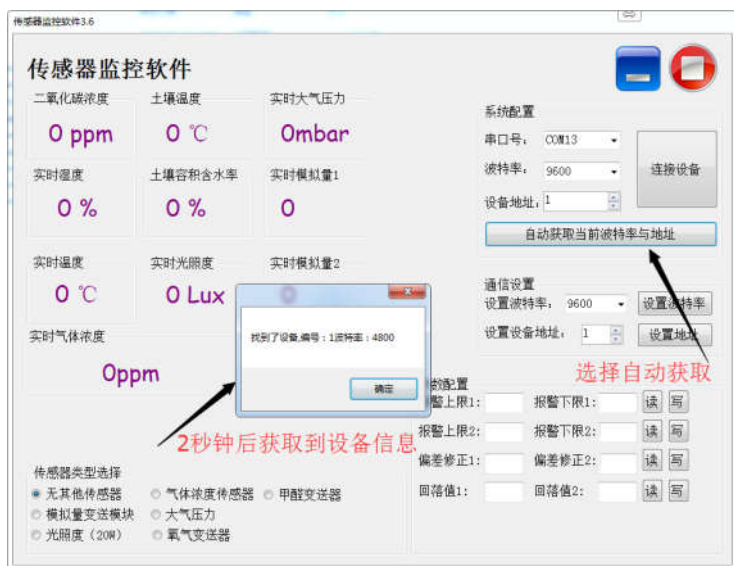 传感器监控软件3.6
传感器监控软件
二氧化碳浓度 土壤温度 实时大气压力
0 ppm 0 ℃ 0mbar
实时湿度 土壤容积含水率 实时模拟量1
0 % 0 % 0
实时温度 实时光照度 实时模拟量2
0 ℃ 0 Lux 0
实时气体浓度
0ppm
系统配置
串口号: COM13
连接设备
波特率: 9600
设备地址: 1
自动获取当前波特率与地址
通信设置
设置波特率: 9600 设置波特率
设置设备地址: 1 设置地址
选择自动获取
找到了设备,编号:1波特率:4800
确定
2秒钟后获取到设备信息
数配置
报警上限1: 报警下限1: 读 写
报警上限2: 报警下限2: 读 写
偏差修正1: 偏差修正2: 读 写
回落值1: 回落值2: 读 写
传感器类型选择
无其他传感器 气体浓度传感器 甲醛变送器
模拟量变送模块 大气压力
光照度(20W) 氧气变送器